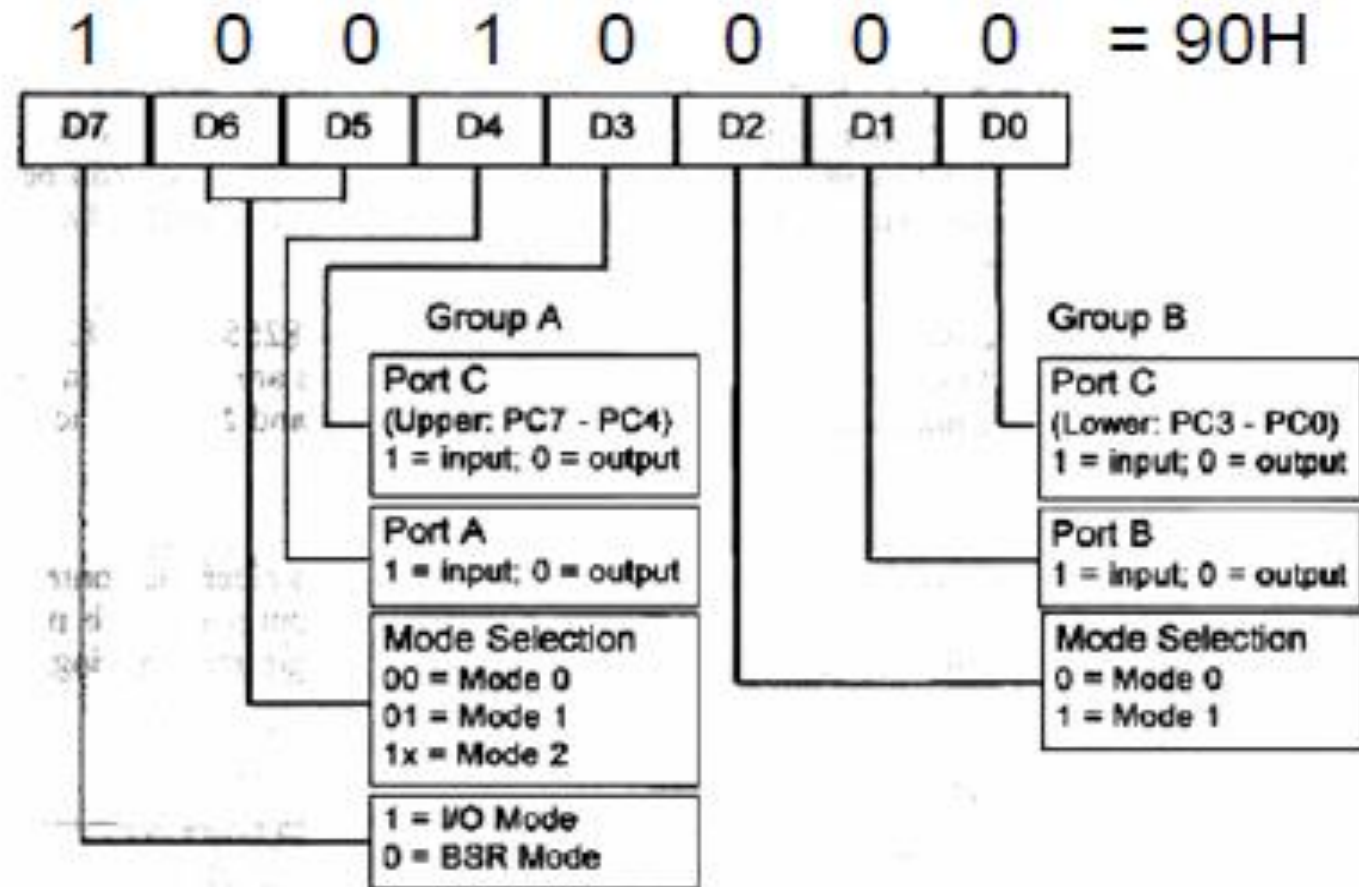 1 0 0 1 0 0 0 0 = 90H
D7 D6 D5 D4 D3 D2 D1 D0
Group A
Port C
(Upper: PC7 - PC4)
1 = input; 0 = output
Port A
1 = input; 0 = output
Mode Selection
00 = Mode 0
01 = Mode 1
1x = Mode 2
1 = I/O Mode
0 = BSR Mode
Group B
Port C
(Lower: PC3 - PC0)
1 = input; 0 = output
Port B
1 = input; 0 = output
Mode Selection
0 = Mode 0
1 = Mode 1